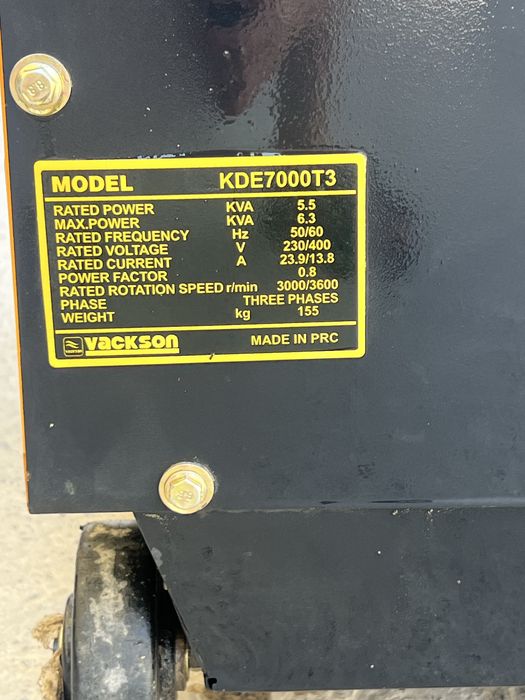 MODEL KDE7000T3
RATED POWER KVA 5.5
MAX.POWER KVA 6.3
RATED FREQUENCY Hz 50/60
RATED VOLTAGE V 230/400
RATED CURRENT A 23.9/13.8
POWER FACTOR 0.8
RATED ROTATION SPEED r/min 3000/3600
PHASE THREE PHASES
WEIGHT kg 155
VACKSON MADE IN PRC